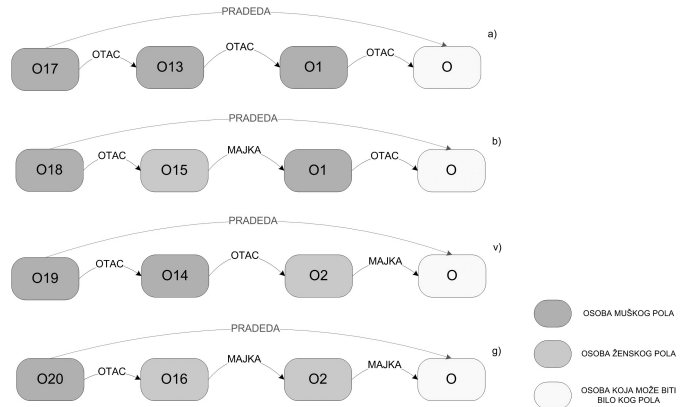 PRADEDA
a)
OTAC
OTAC
OTAC
O17
O13
O1
O
PRADEDA
b)
OTAC
MAJKA
OTAC
O18
O15
O1
O
PRADEDA
v)
OTAC
OTAC
MAJKA
O19
O14
O2
O
OSOBA MUŠKOG POLA
PRADEDA
g)
OTAC
MAJKA
MAJKA
OSOBA ŽENSKOG POLA
O20
O16
O2
O
OSOBA KOJA MOŽE BITI
BILO KOG POLA